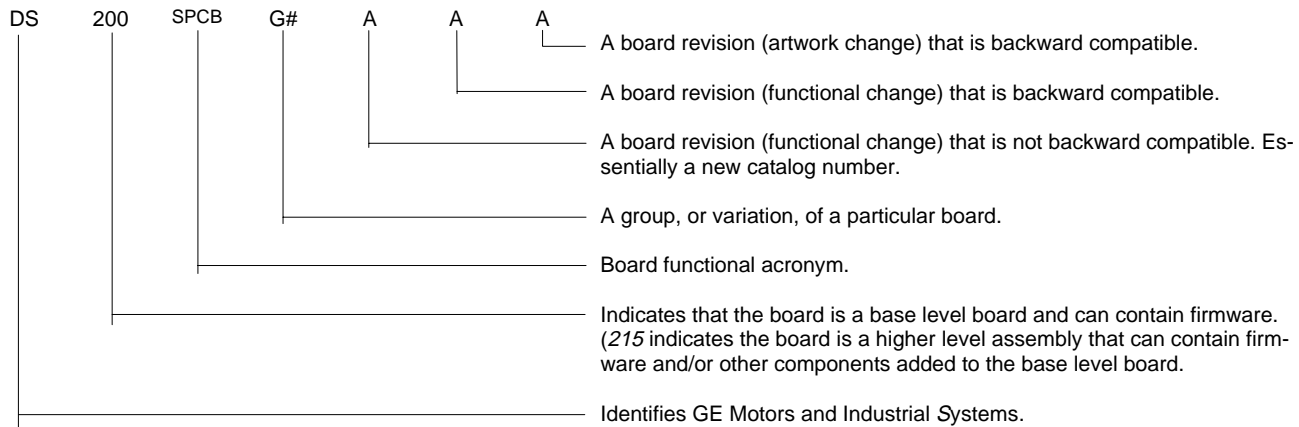 DS 200 SPCB G# A A A
A board revision (artwork change) that is backward compatible.
A board revision (functional change) that is backward compatible.
A board revision (functional change) that is not backward compatible. Es-
sentially a new catalog number.
A group, or variation, of a particular board.
Board functional acronym.
Indicates that the board is a base level board and can contain firmware.
(215 indicates the board is a higher level assembly that can contain firm-
ware and/or other components added to the base level board.
Identifies GE Motors and Industrial Systems.